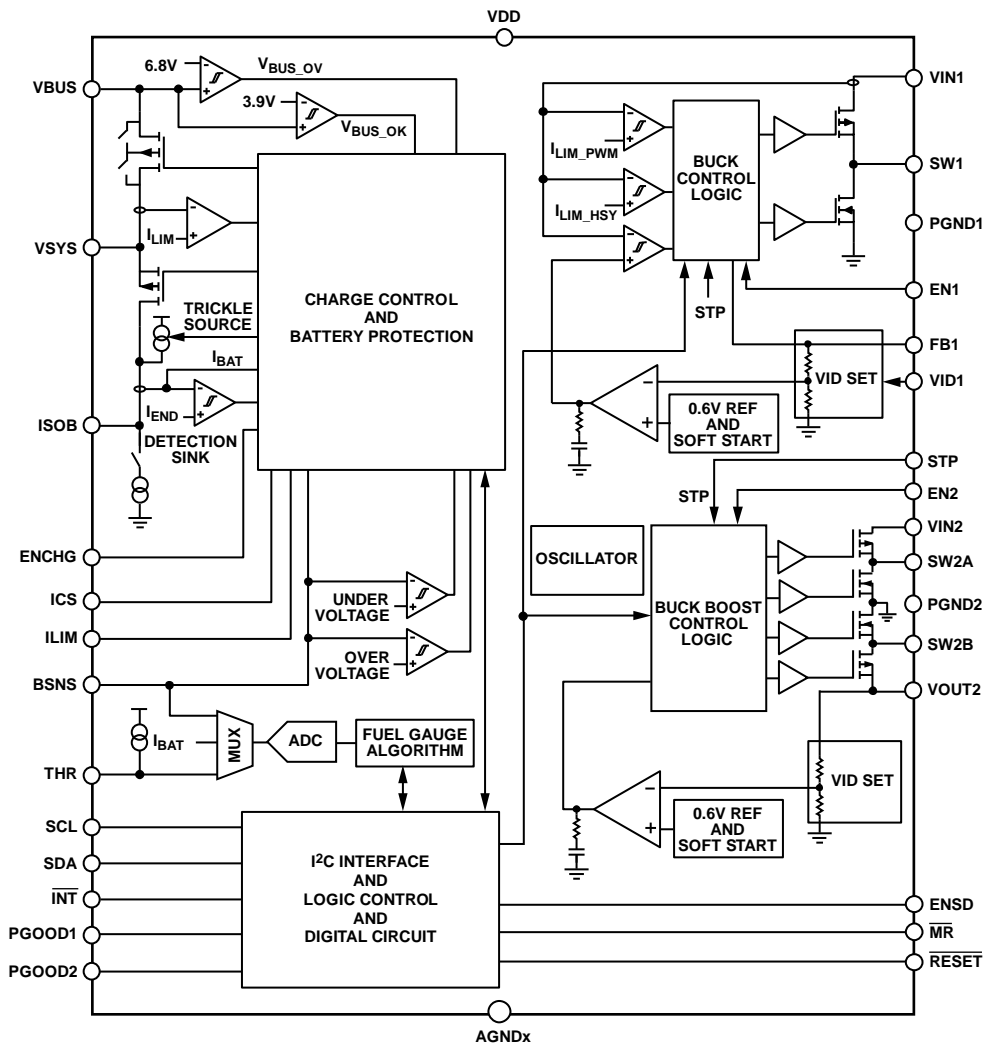 VDD
6.8V
VBUS_OV
VBUS
3.9V
VBUS_OK
ILIM
VSYS
TRICKLE
SOURCE
IBAT
IEND
ISOB
DETECTION
SINK
CHARGE CONTROL
AND
BATTERY PROTECTION
ENCHG
ICS
ILIM
BSNS
UNDER
VOLTAGE
OVER
VOLTAGE
IBAT
MUX
ADC
FUEL GAUGE
ALGORITHM
THR
SCL
SDA
INT
PGOOD1
PGOOD2
I2C INTERFACE
AND
LOGIC CONTROL
AND
DIGITAL CIRCUIT
VIN1
ILIM_PWM
BUCK
CONTROL
LOGIC
ILIM_HSY
SW1
PGND1
STP
EN1
FB1
VID SET
VID1
0.6V REF
AND
SOFT START
STP
STP
EN2
VIN2
OSCILLATOR
SW2A
BUCK BOOST
CONTROL
LOGIC
PGND2
SW2B
VOUT2
VID SET
0.6V REF
AND
SOFT START
ENSD
MR
RESET
AGNDx